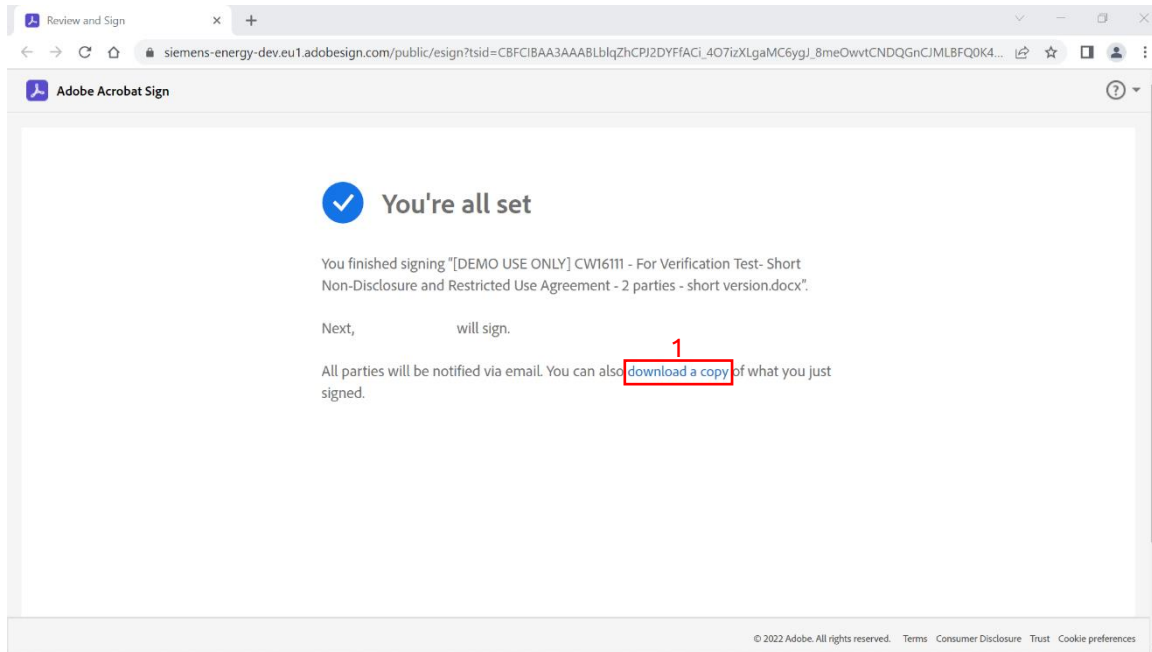 Review and Sign
siemens-energy-dev.eu1.adobesign.com/public/esign?tsid=CBFCIBAA3AAABLblqZhCPJ2DYFfACi_4O7izXLgaMC6ygJ_8meOwvtCNDQGnCJMLBFQ0K4...
Adobe Acrobat Sign
You're all set
You finished signing "[DEMO USE ONLY] CW16111 - For Verification Test- Short
Non-Disclosure and Restricted Use Agreement - 2 parties - short version.docx".
Next, will sign.
1
All parties will be notified via email. You can also download a copy of what you just
signed.
© 2022 Adobe. All rights reserved. Terms Consumer Disclosure Trust Cookie preferences